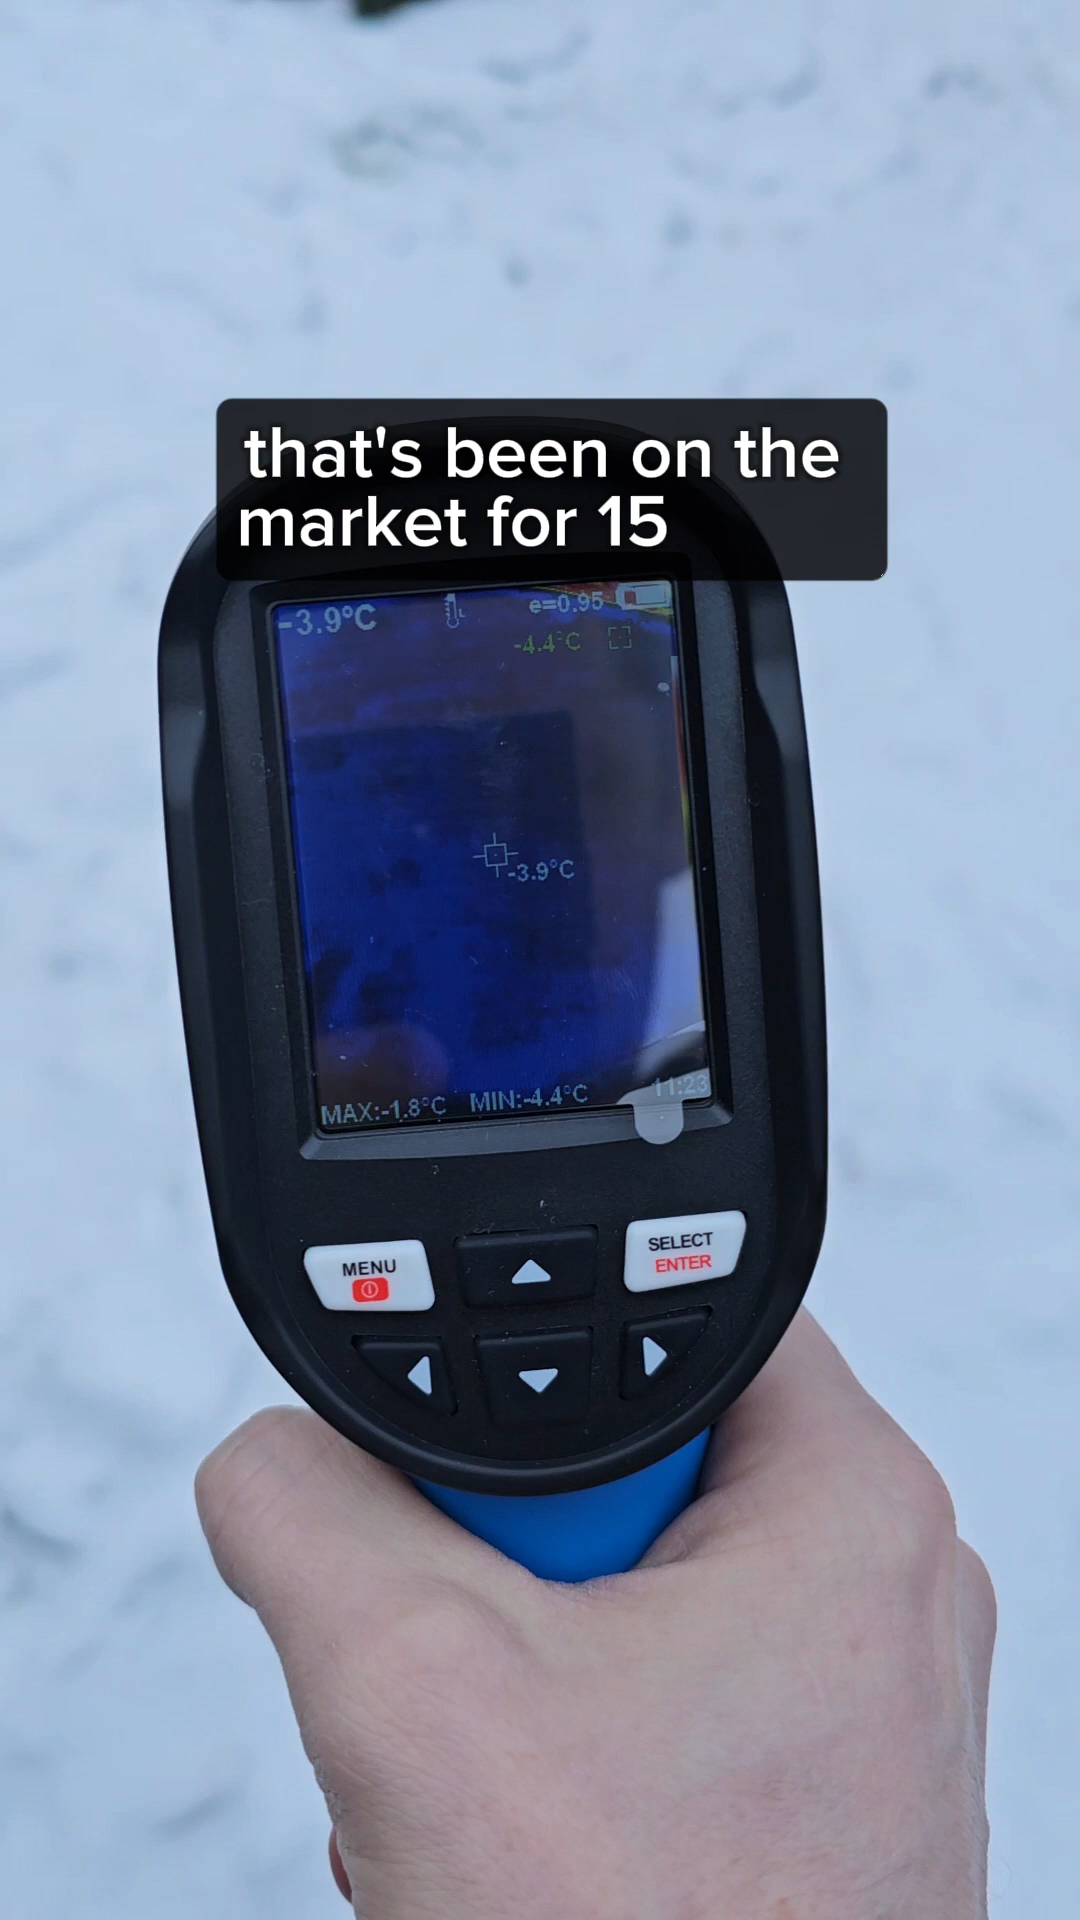 that's been on the
market for 15
-3.9°C
e=0.95
-4.4°C
-3.9°C
MAX:-1.8°C MIN:-4.4°C 11:23
MENU
SELECT
ENTER